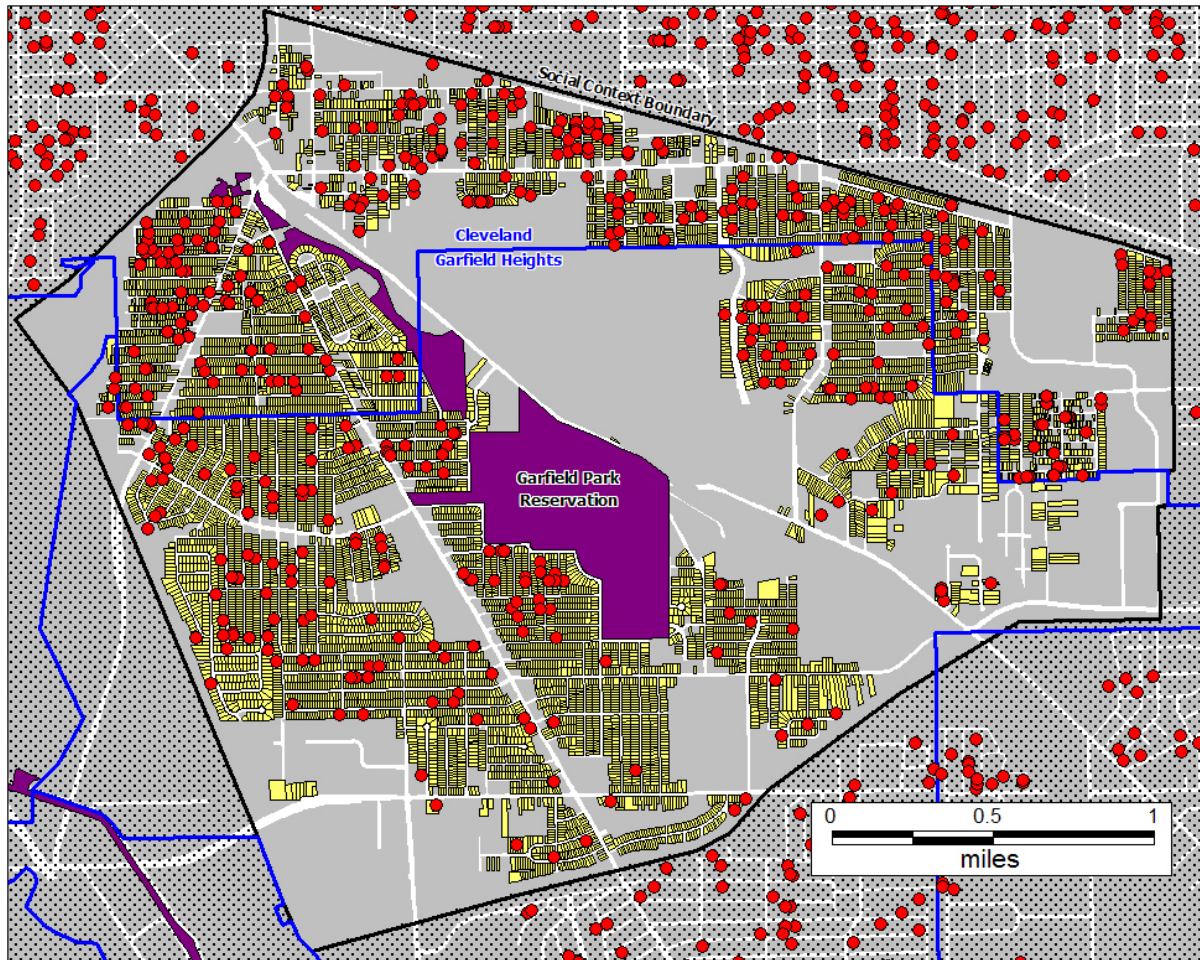 Social Context Boundary
Cleveland
Garfield Heights
Garfield Park
Reservation
0 0.5 1
miles